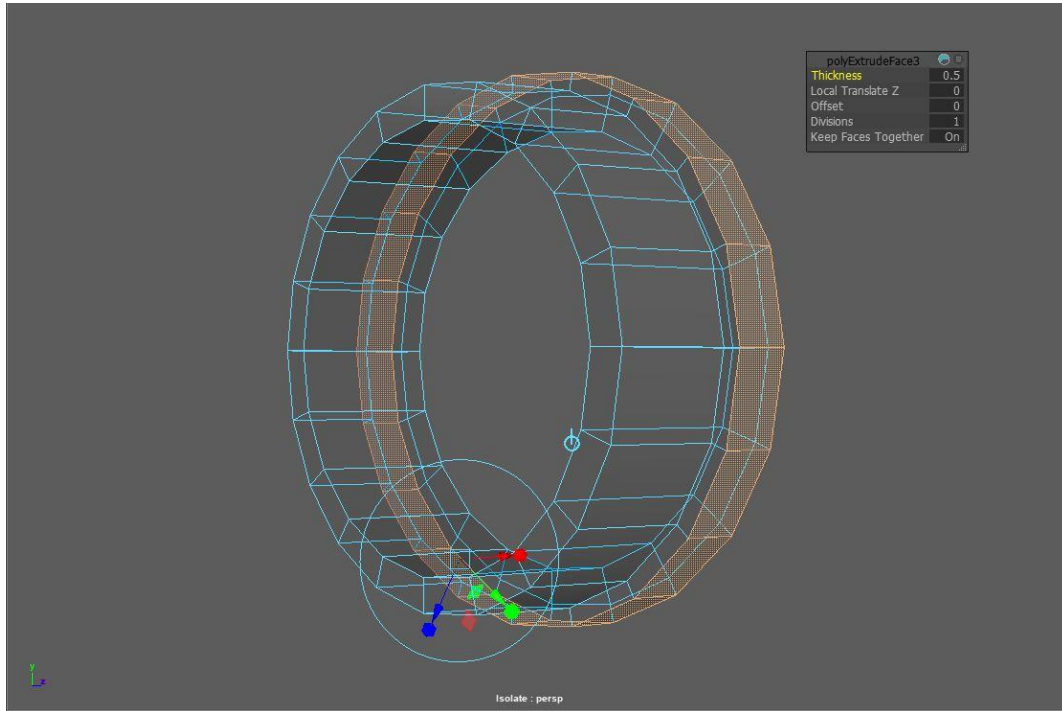 polyExtrudeFace3
Thickness 0.5
Local Translate Z 0
Offset 0
Divisions 1
Keep Faces Together On
y
z
Isolate : persp